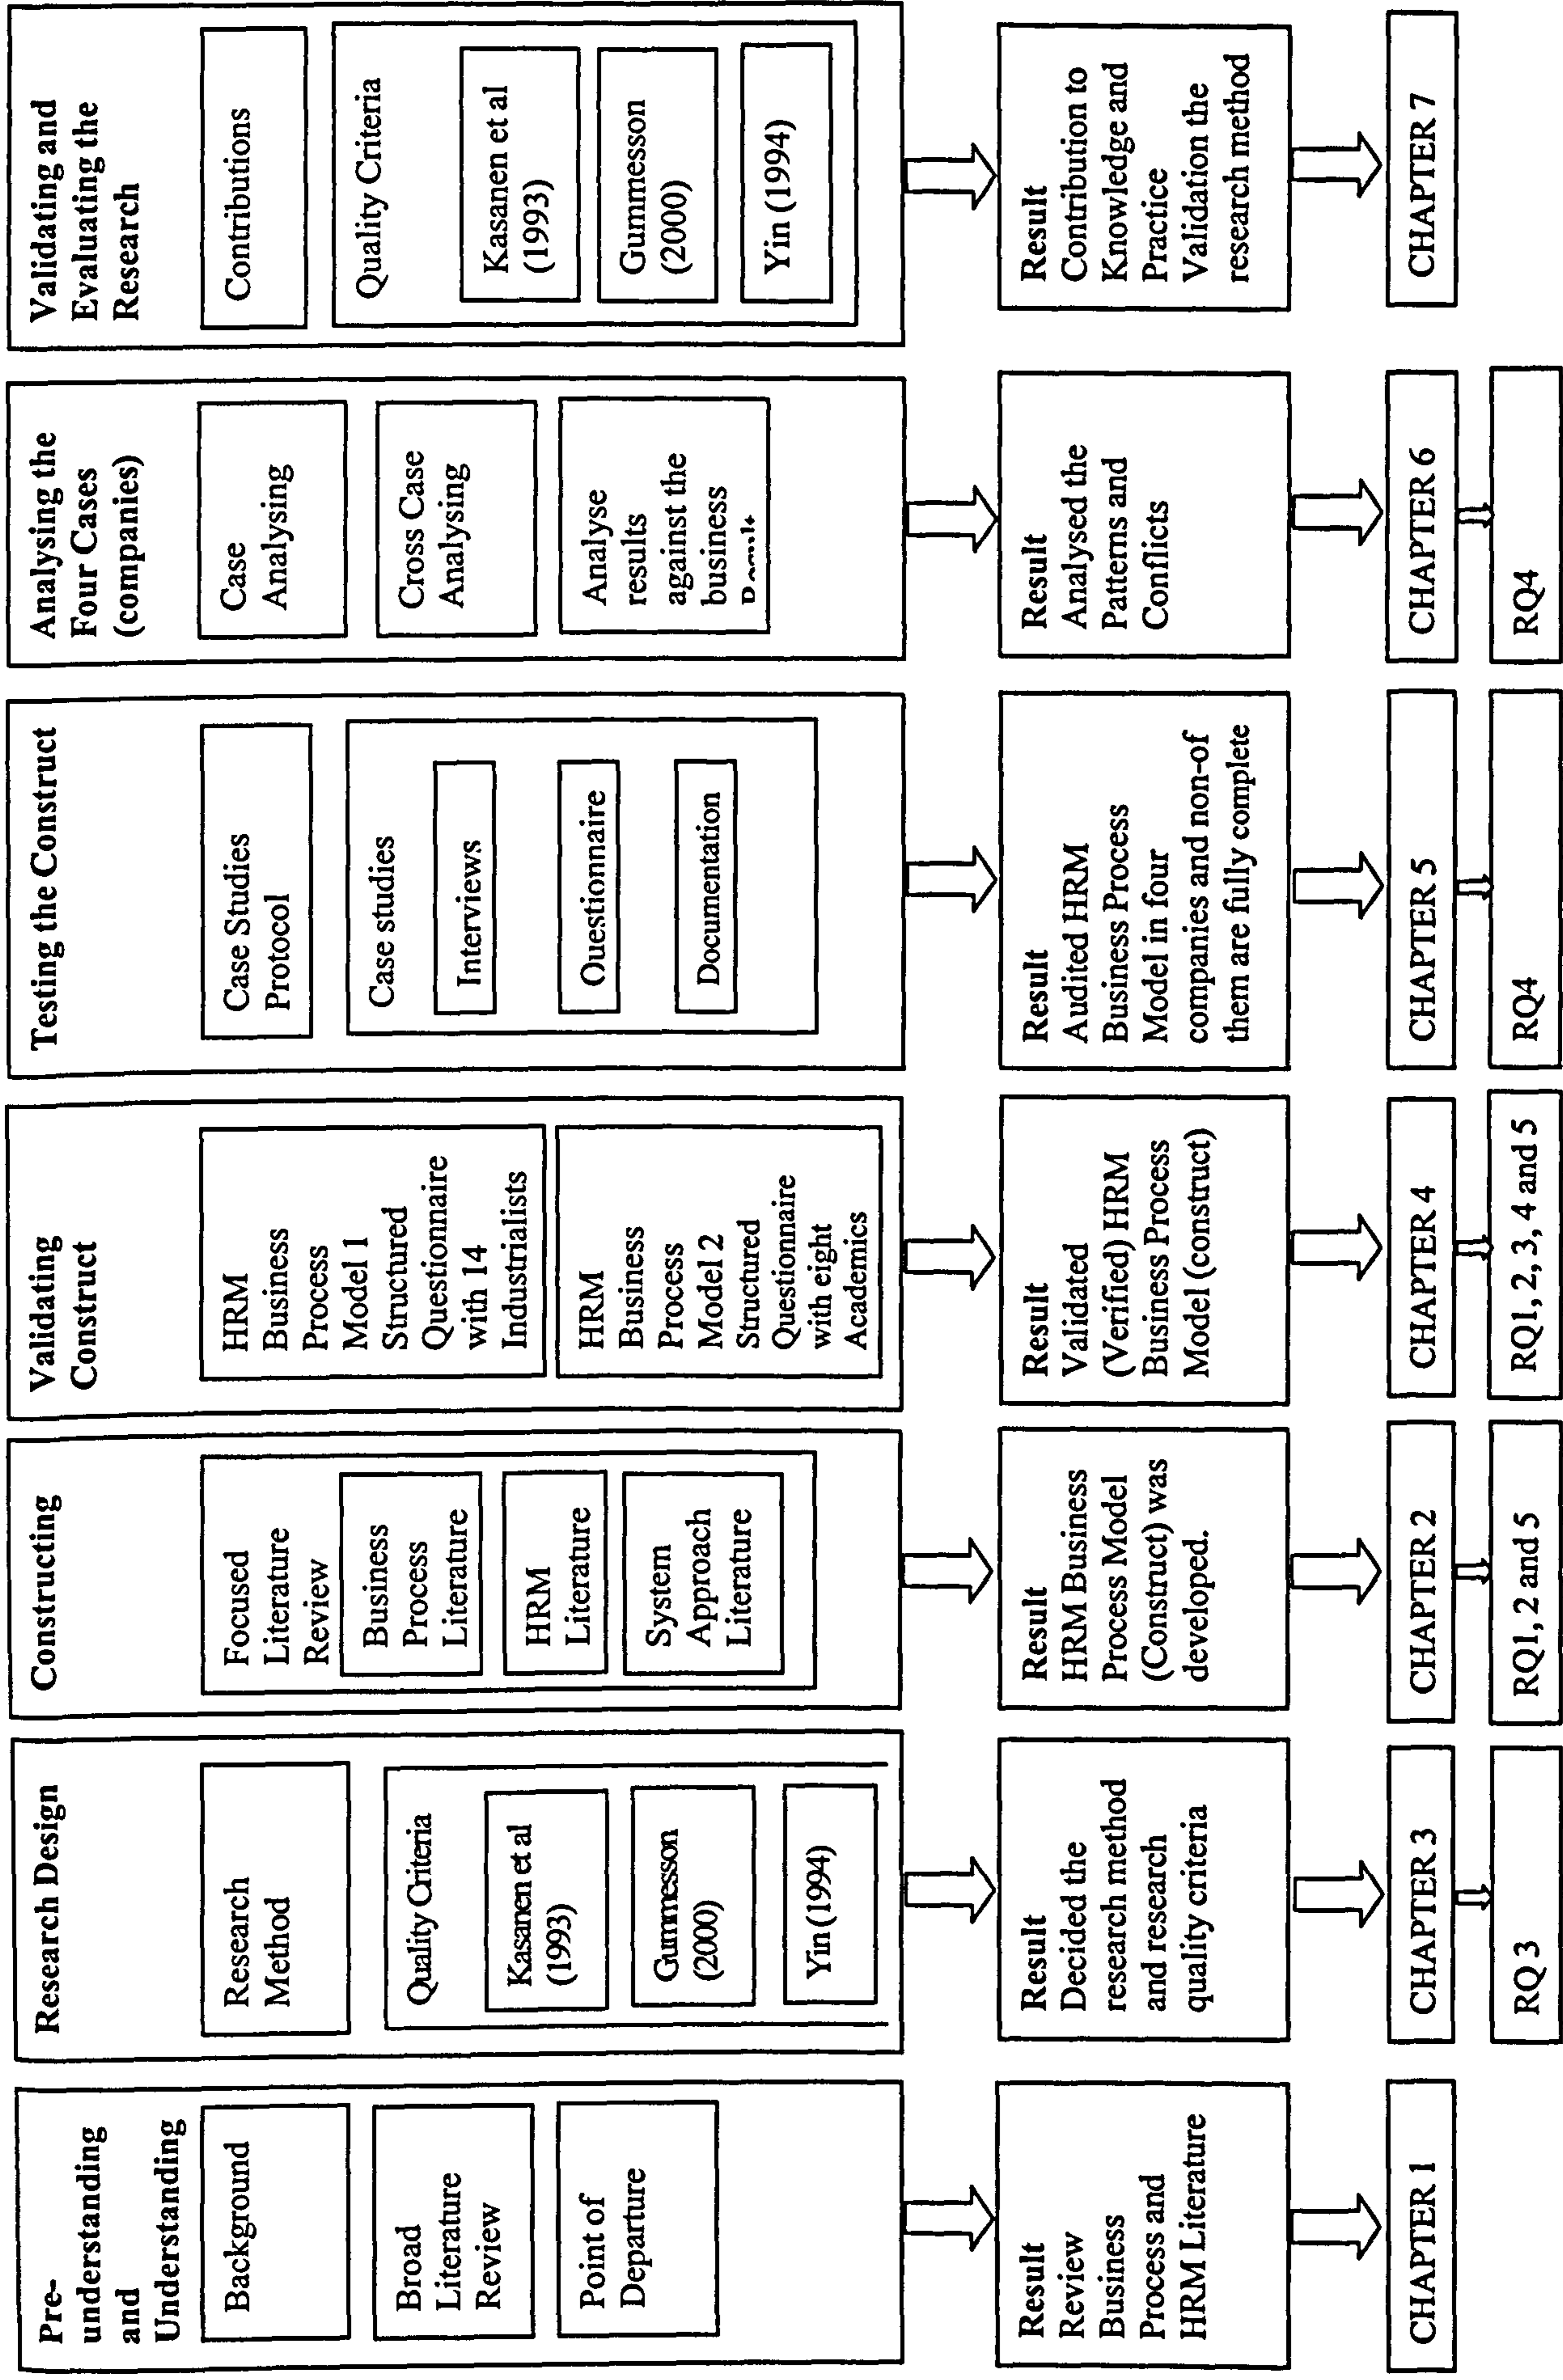 Pre-
understanding
and
Understanding
Background
Broad
Literature
Review
Point of
Departure
Result
Review
Business
Process and
HRM Literature
CHAPTER 1
Research Design
Research
Method
Quality Criteria
Kasanen et al
(1993)
Gummesson
(2000)
Yin (1994)
Result
Decided the
research method
and research
quality criteria
CHAPTER 3
RQ 3
Constructing
Focused
Literature
Review
Business
Process
Literature
HRM
Literature
System
Approach
Literature
Result
HRM Business
Process Model
(Construct) was
developed.
CHAPTER 2
RQ1, 2 and 5
Validating
Construct
HRM
Business
Process
Model 1
Structured
Questionnaire
with 14
Industrialists
HRM
Business
Process
Model 2
Structured
Questionnaire
with eight
Academics
Result
Validated
(Verified) HRM
Business Process
Model (construct)
CHAPTER 4
RQ1, 2, 3, 4 and 5
Testing the Construct
Case Studies
Protocol
Case studies
Interviews
Questionnaire
Documentation
Result
Audited HRM
Business Process
Model in four
companies and non-of
them are fully complete
CHAPTER 5
RQ4
Analysing the
Four Cases
(companies)
Case
Analysing
Cross Case
Analysing
Analyse
results
against the
business
Result
Analysed the
Patterns and
Conflicts
CHAPTER 6
RQ4
Validating and
Evaluating the
Research
Contributions
Quality Criteria
Kasanen et al
(1993)
Gummesson
(2000)
Yin (1994)
Result
Contribution to
Knowledge and
Practice
Validation the
research method
CHAPTER 7